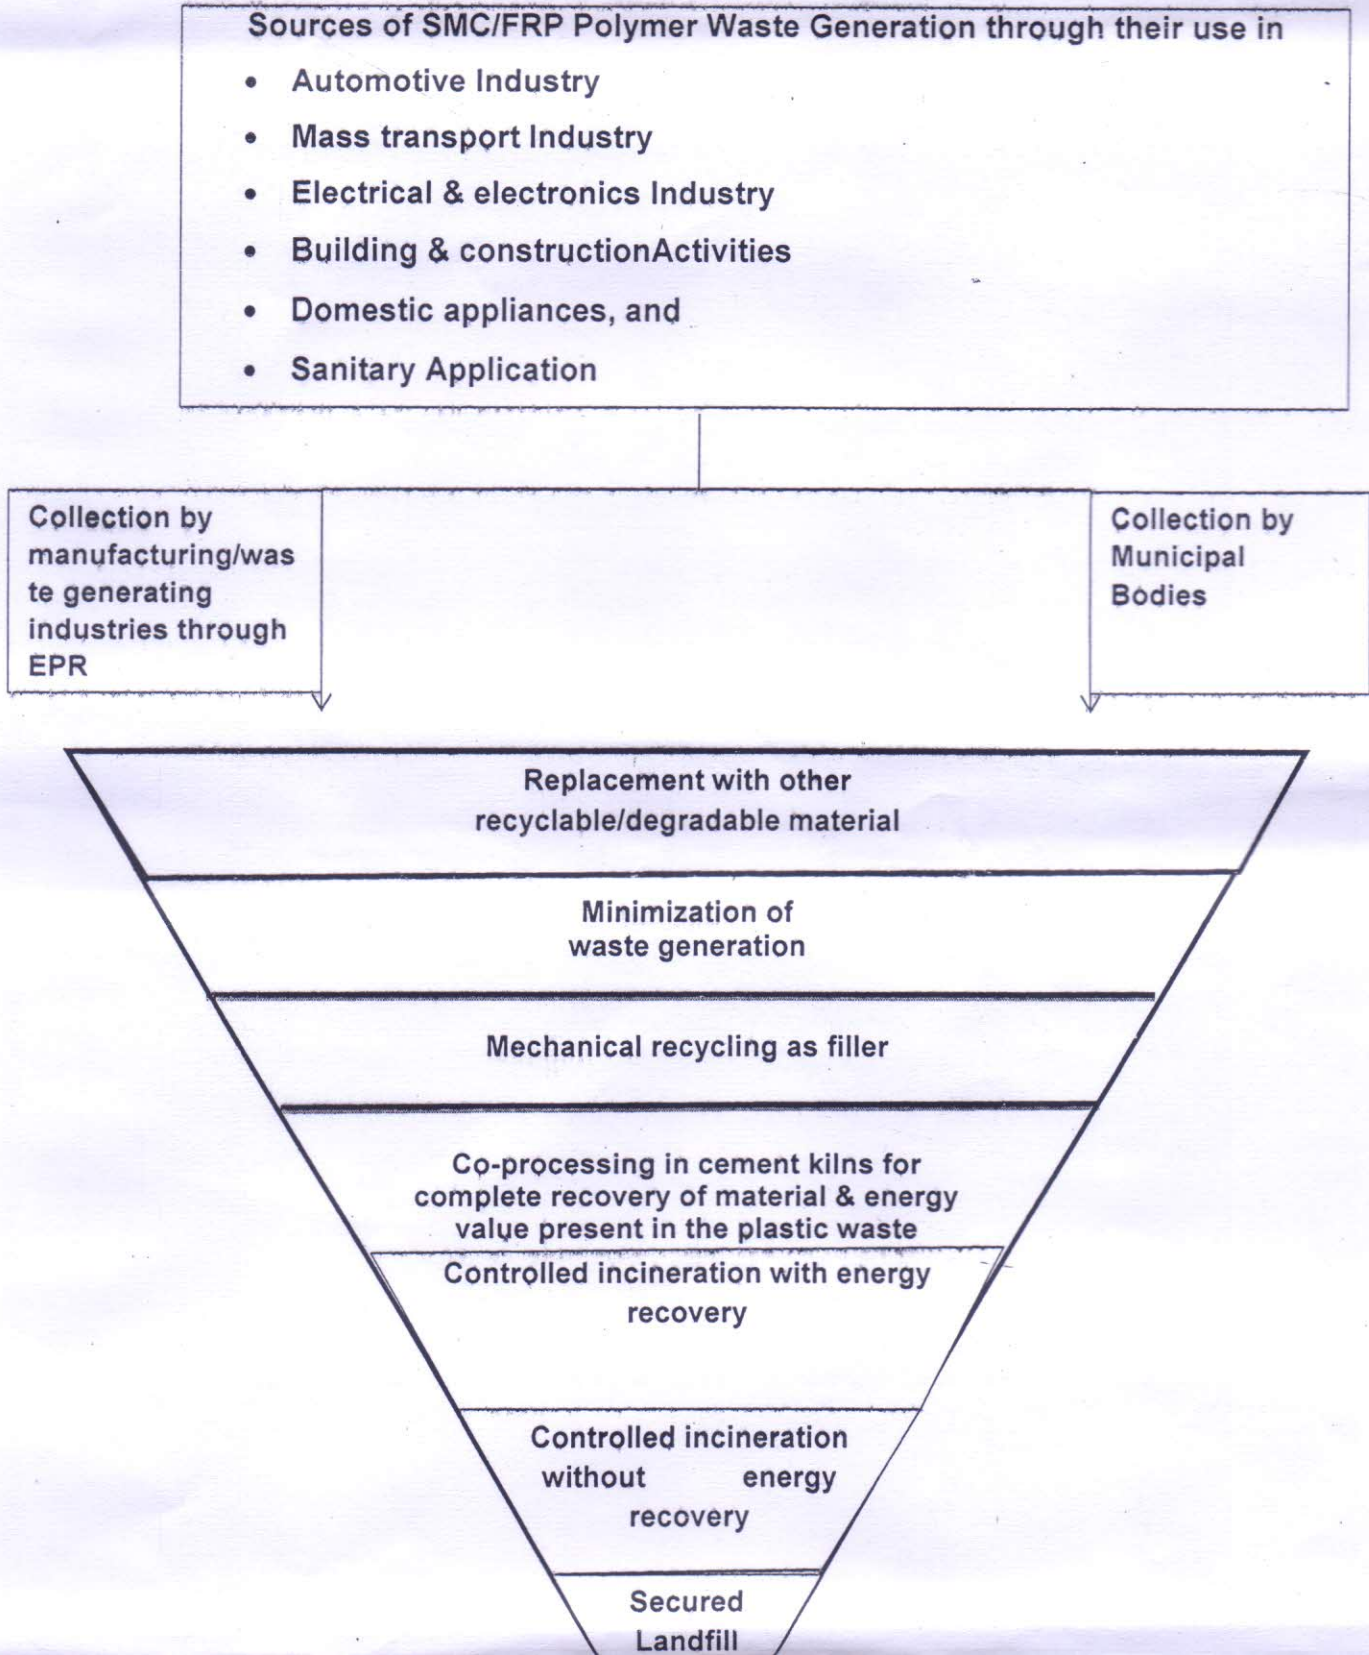 Sources of SMC/FRP Polymer Waste Generation through their use in
• Automotive Industry
• Mass transport Industry
• Electrical & electronics Industry
• Building & constructionActivities
• Domestic appliances, and
• Sanitary Application
Collection by
manufacturing/was
te generating
industries through
EPR
Collection by
Municipal
Bodies
Replacement with other
recyclable/degradable material
Minimization of
waste generation
Mechanical recycling as filler
Co-processing in cement kilns for
complete recovery of material & energy
value present in the plastic waste
Controlled incineration with energy
recovery
Controlled incineration
without energy
recovery
Secured
Landfill